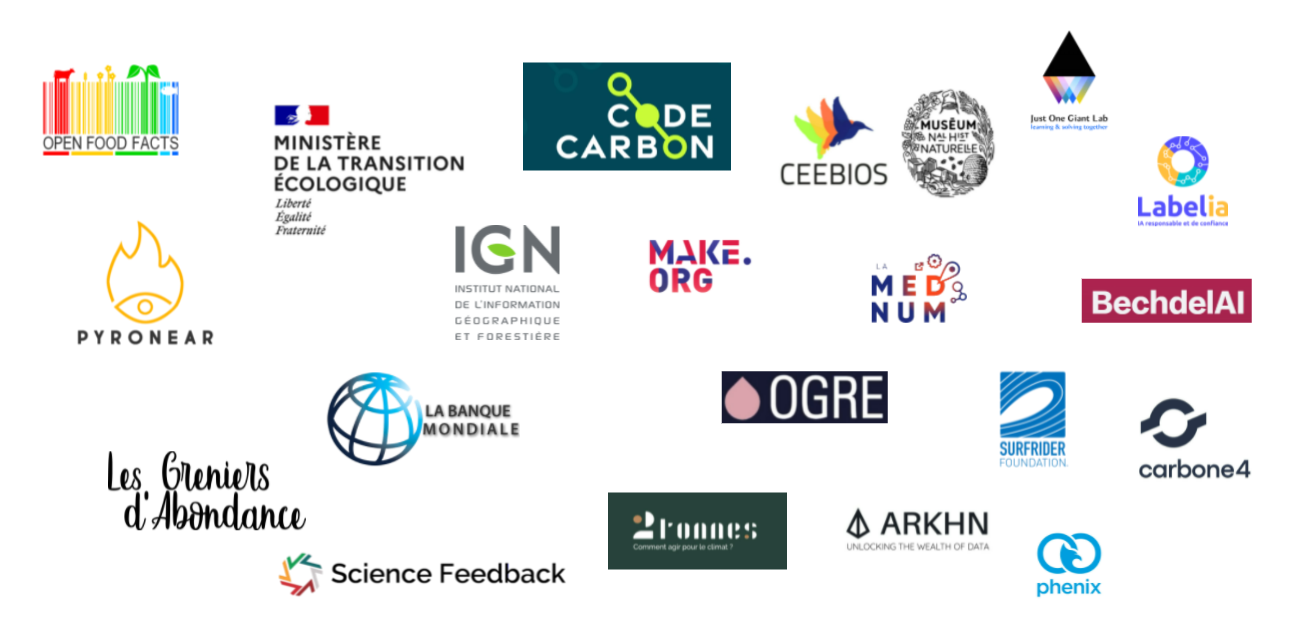 OPEN FOOD FACTS
MINISTÈRE
DE LA TRANSITION
ÉCOLOGIQUE
Liberté
Égalité
Fraternité
CODE
CARBON
CEEBIOS
MUSÊUM
NAL HIST
NATURELLE
Just One Giant Lab
learning & solving together
Labelia
IA responsable et de confiance
PYRONEAR
IGN
INSTITUT NATIONAL
DE L'INFORMATION
GÉOGRAPHIQUE
ET FORESTIÈRE
MAKE.
ORG
LA
MED
NUM
BechdelAI
LA BANQUE
MONDIALE
OGRE
SURFRIDER
FOUNDATION
carbone4
Les Greniers
d'Abondance
2tonnes
Comment agir pour le climat ?
ARKHN
UNLOCKING THE WEALTH OF DATA
Science Feedback
phenix